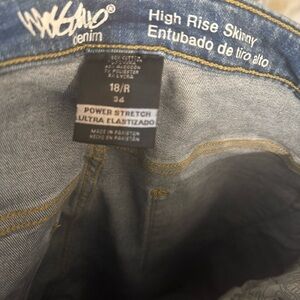 mossimo®
denim
High Rise Skinny
Entubado de tiro alto
18/R
34
POWER STRETCH
ULTRA ELASTIZADO
MADE IN PAKISTAN
HECHO EN PAKISTAN